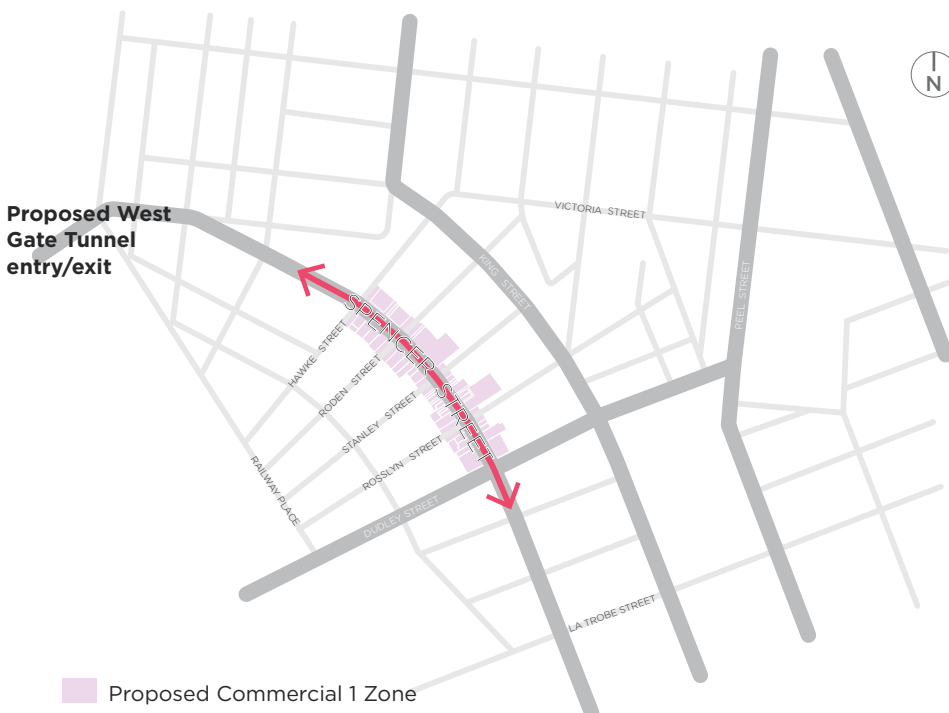 N
VICTORIA STREET
Proposed West
Gate Tunnel
entry/exit
KING STREET
PEEL STREET
SPENCER STREET
HAWKE STREET
RODEN STREET
STANLEY STREET
ROSSLYN STREET
RAILWAY PLACE
DUDLEY STREET
LA TROBE STREET
Proposed Commercial 1 Zone